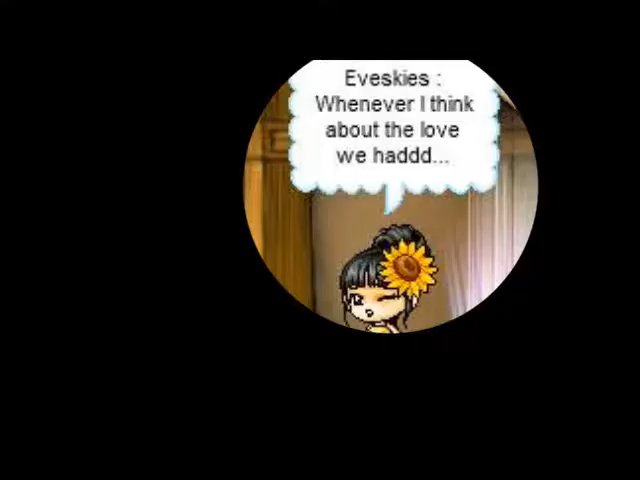 Eveskies :
Whenever I think
about the love
we haddd...